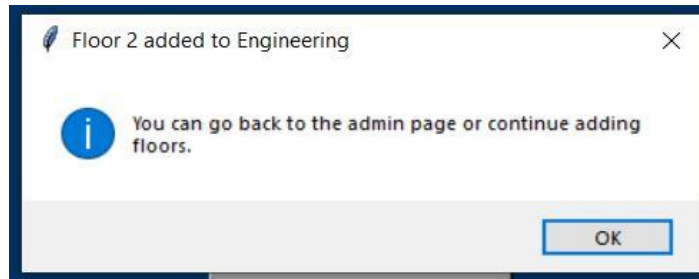 Floor 2 added to Engineering
You can go back to the admin page or continue adding
floors.
OK